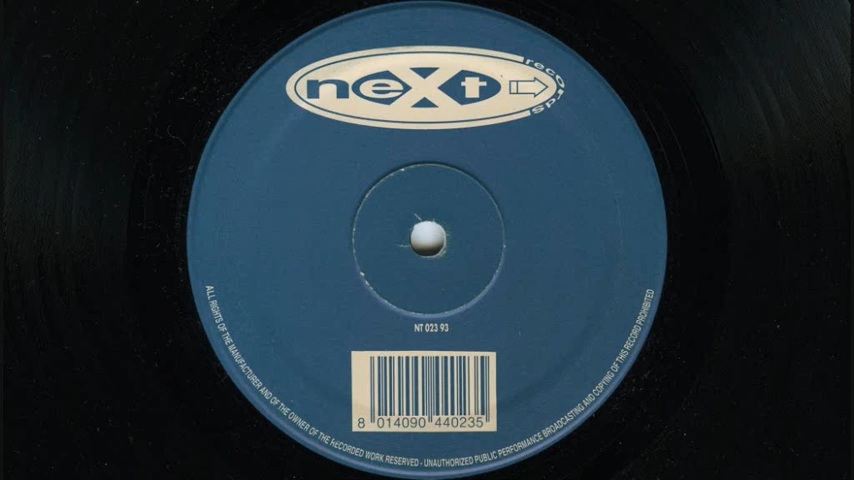 next
records
NT 023 93
8 014090 440235
ALL RIGHTS OF THE MANUFACTURER AND OF THE OWNER OF THE RECORDED WORK RESERVED - UNAUTHORIZED PUBLIC PERFORMANCE BROADCASTING AND COPYING OF THIS RECORD PROHIBITED